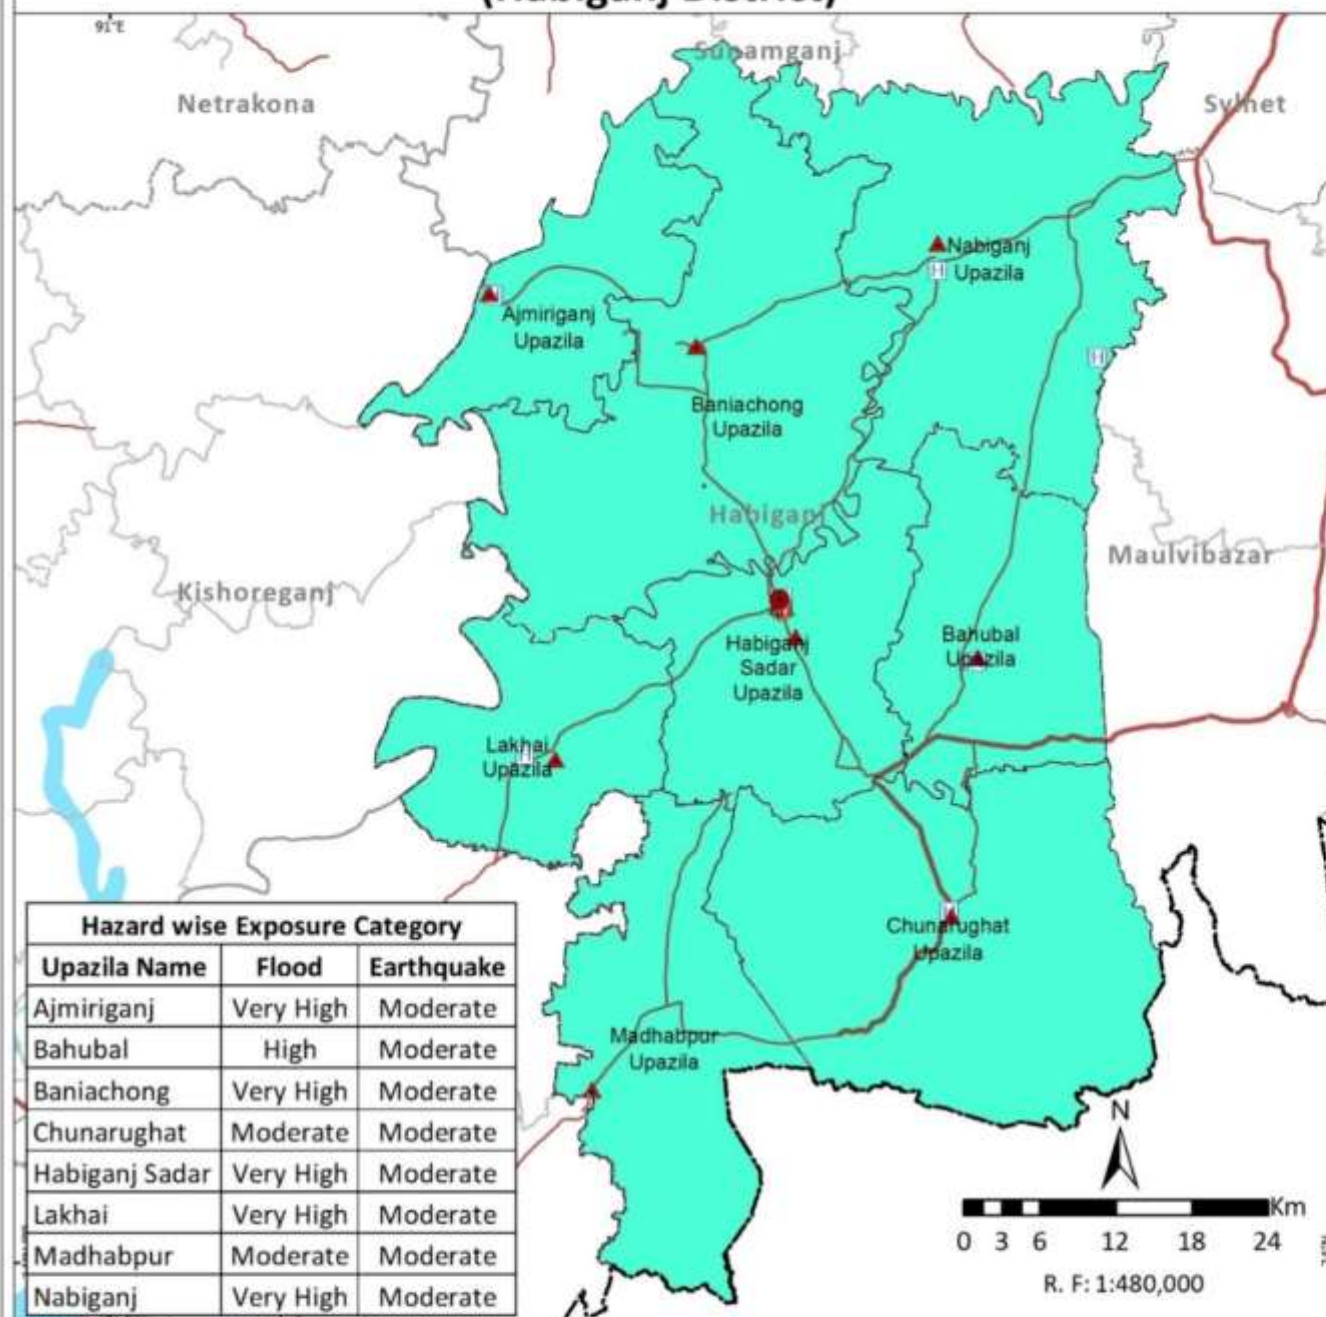 (Habiganj District)
91°E
Sunamganj
Netrakona
Sylhet
Nabiganj
Upazila
H
Ajmiriganj
Upazila
H
Baniachong
Upazila
Habiganj
Maulvibazar
Kishoreganj
Habiganj
Sadar
Upazila
Bahubal
Upazila
Lakhai
H
Upazila
Chunarughat
Upazila
Madhabpur
Upazila
Hazard wise Exposure Category
Upazila Name Flood Earthquake
Ajmiriganj Very High Moderate
Bahubal High Moderate
Baniachong Very High Moderate
Chunarughat Moderate Moderate
Habiganj Sadar Very High Moderate
Lakhai Very High Moderate
Madhabpur Moderate Moderate
Nabiganj Very High Moderate
N
Km
0 3 6 12 18 24
R. F: 1:480,000